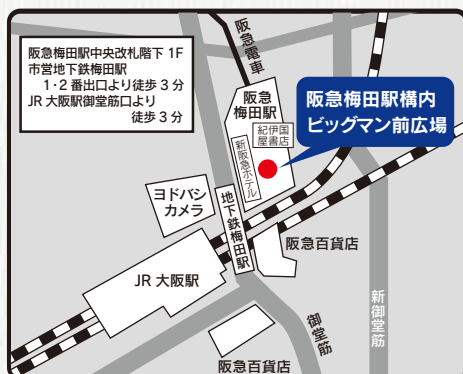 阪急梅田駅中央改札階下 1F
市営地下鉄梅田駅
1・2 番出口より徒歩 3 分
JR 大阪駅御堂筋口より
徒歩 3 分
阪急電車
阪急
梅田駅
紀伊国
屋書店
新阪急ホテル
阪急梅田駅構内
ビッグマン前広場
ヨドバシ
カメラ
地下鉄梅田駅
阪急百貨店
JR 大阪駅
新御堂筋
御堂筋
阪急百貨店